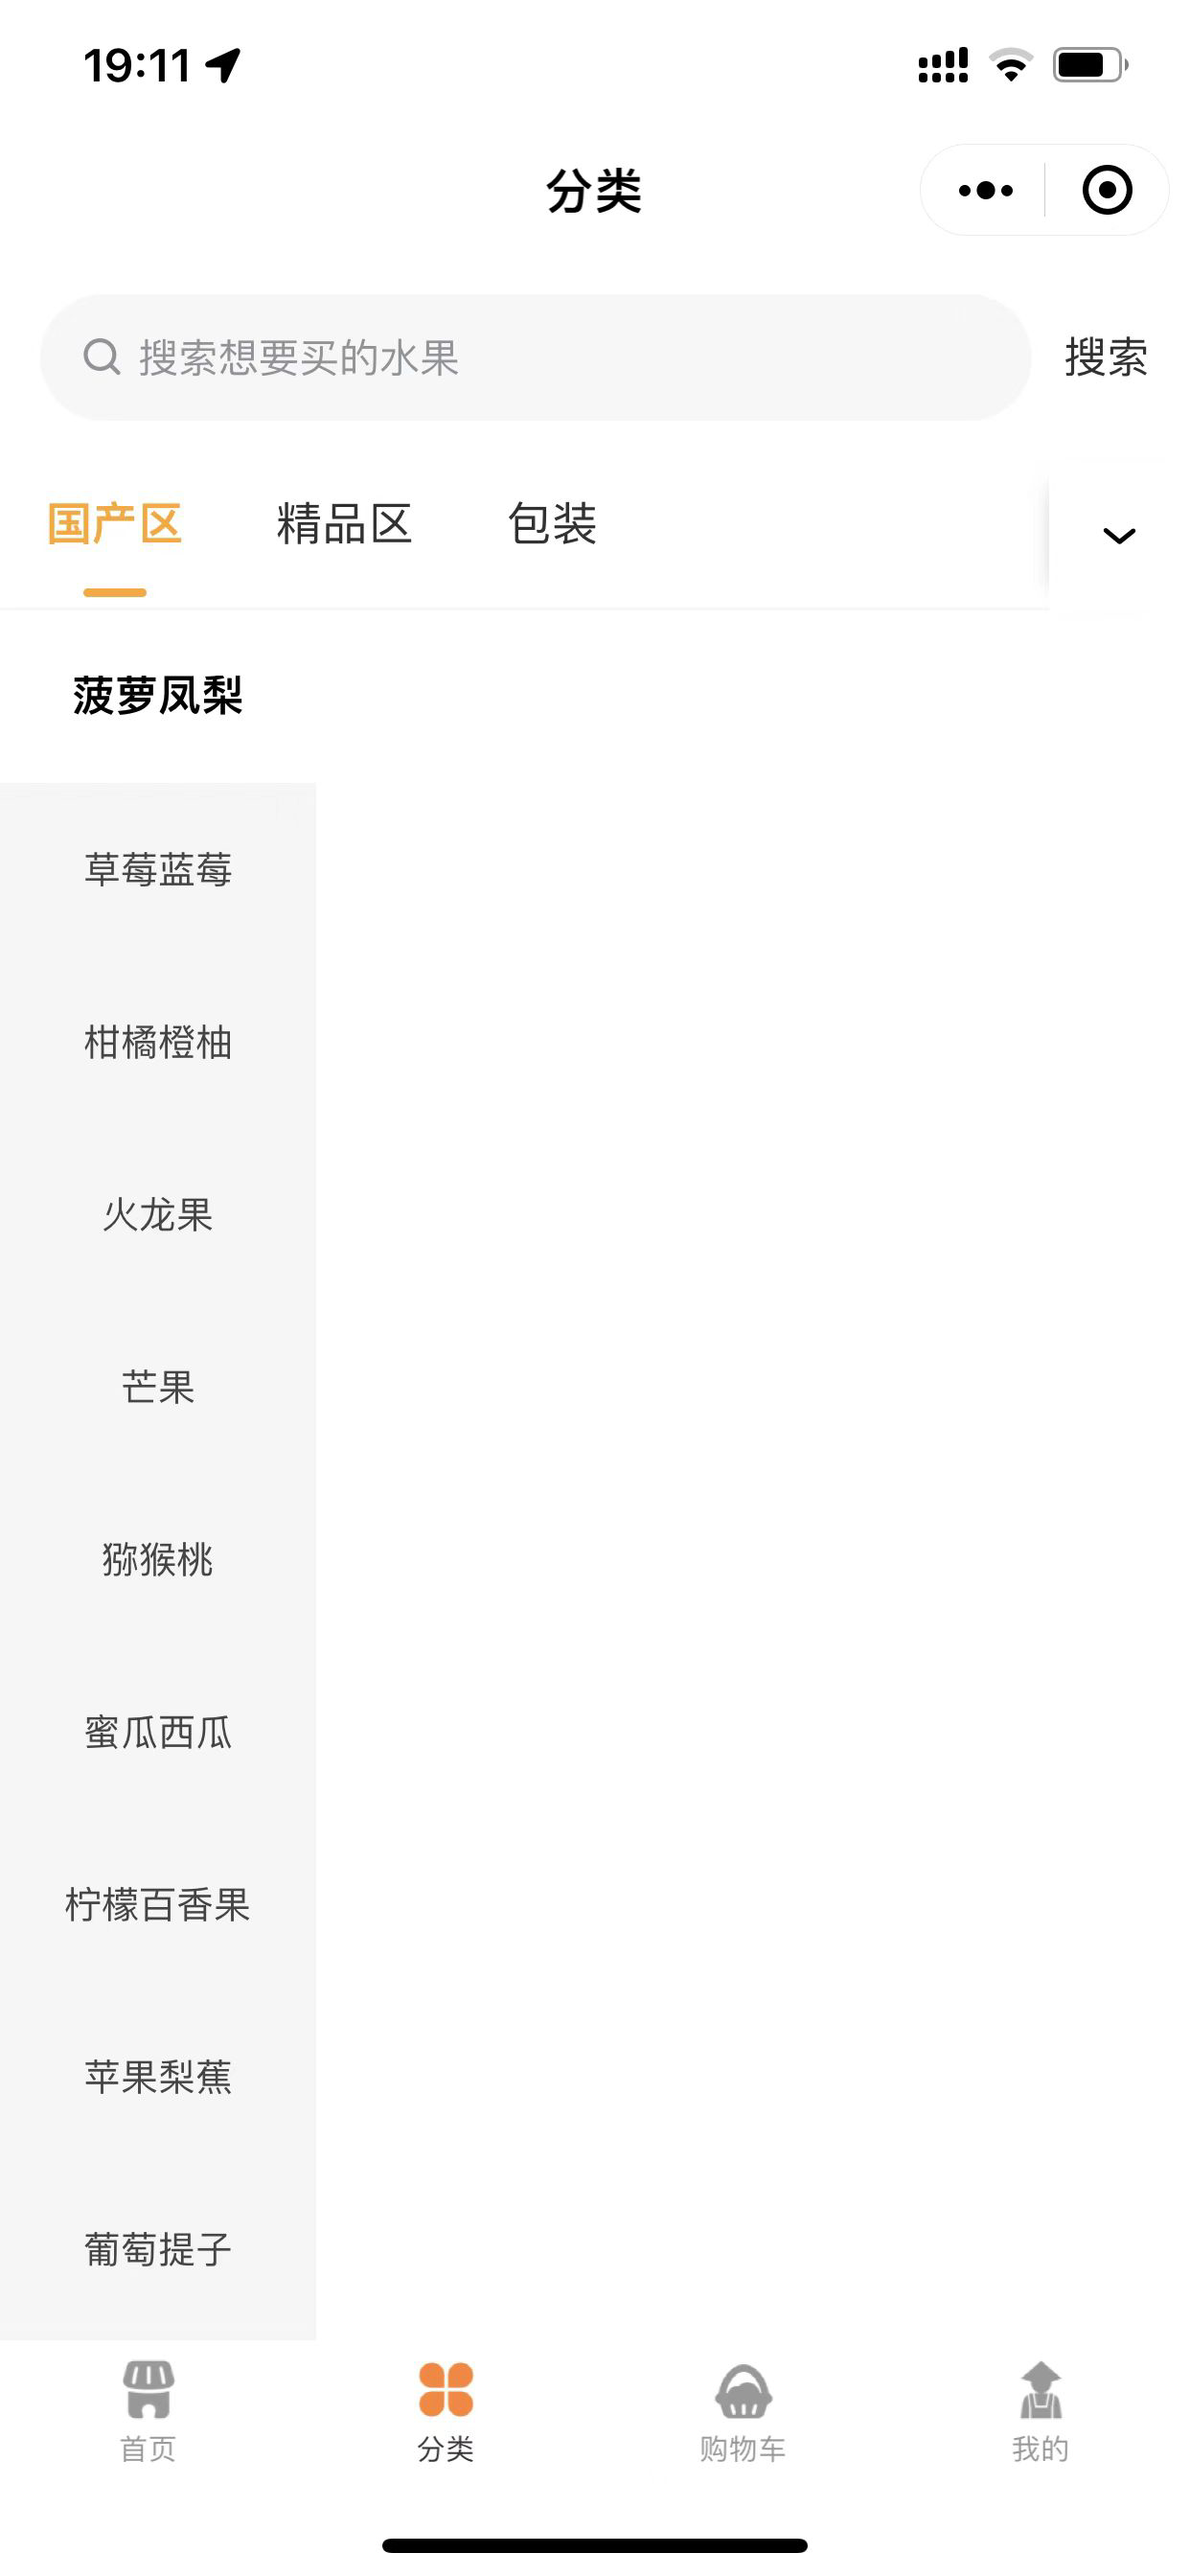 19:11
分类
搜索想要买的水果
搜索
国产区
精品区
包装
菠萝凤梨
草莓蓝莓
柑橘橙柚
火龙果
芒果
猕猴桃
蜜瓜西瓜
柠檬百香果
苹果梨蕉
葡萄提子
首页
分类
购物车
我的